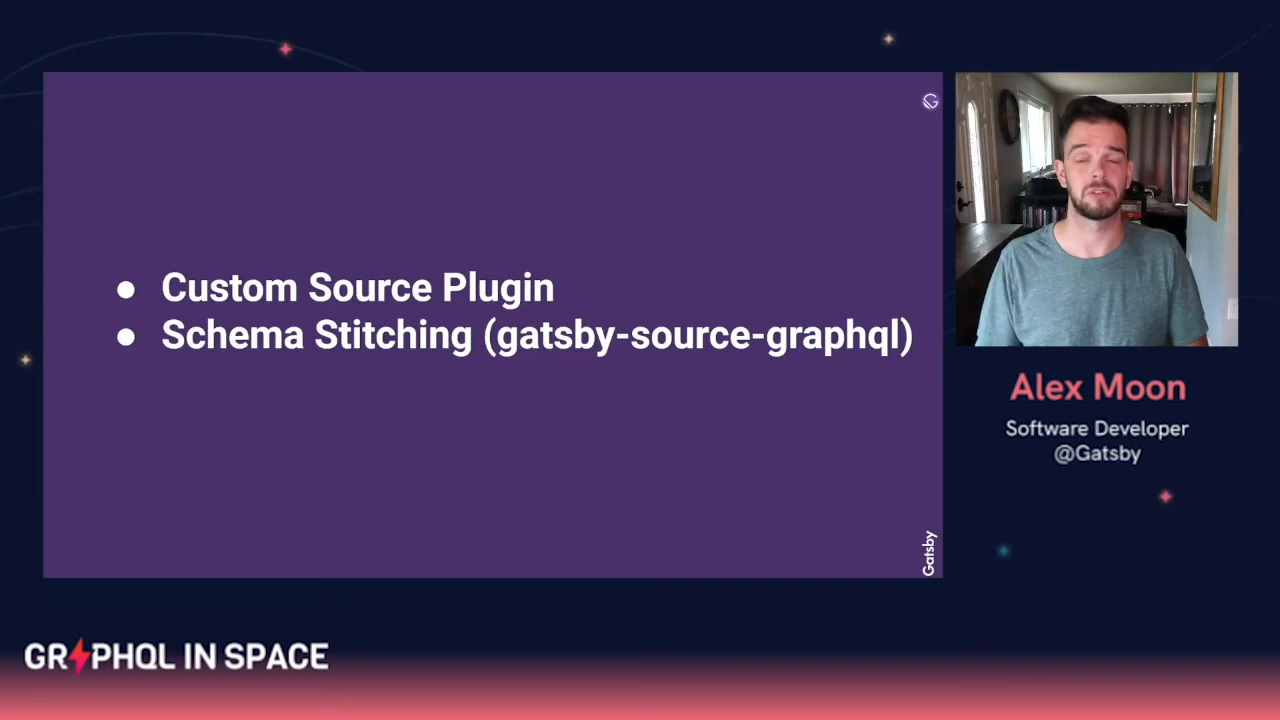 ● Custom Source Plugin
● Schema Stitching (gatsby-source-graphql)
Gatsby
Alex Moon
Software Developer
@Gatsby
GRAPHQL IN SPACE